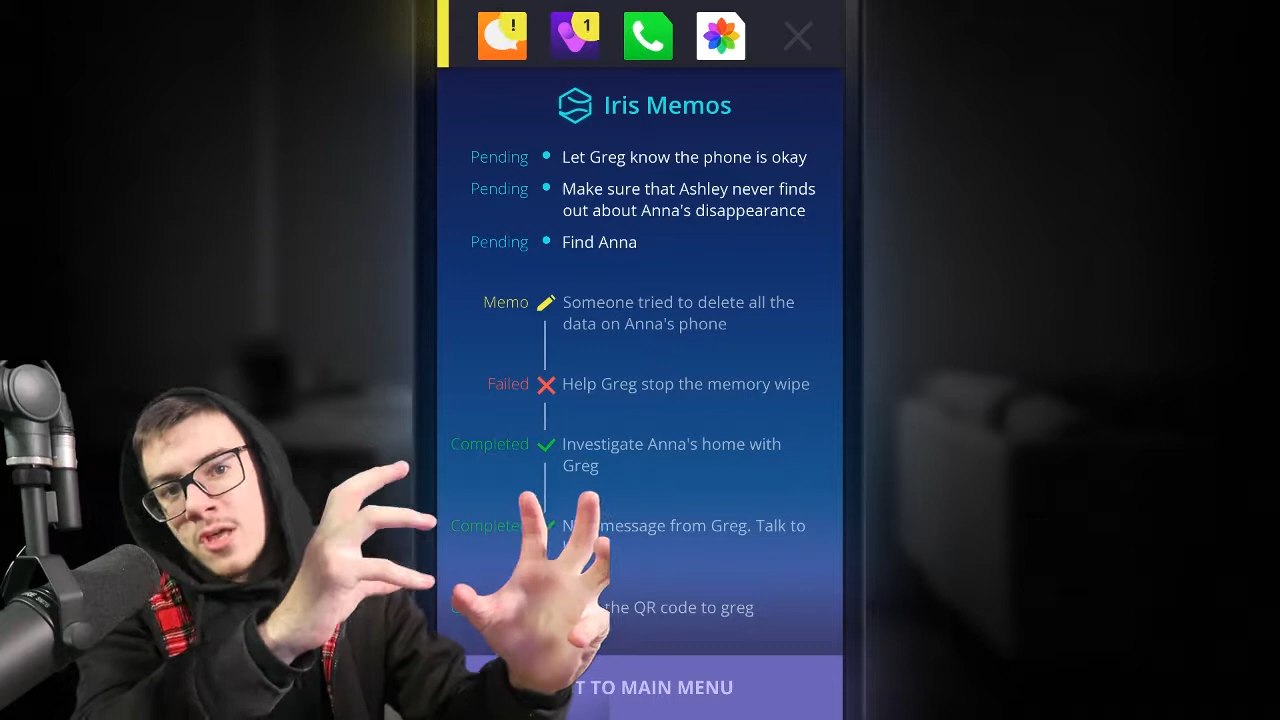 !
1
Iris Memos
Pending Let Greg know the phone is okay
Pending Make sure that Ashley never finds
out about Anna's disappearance
Pending Find Anna
Memo Someone tried to delete all the
data on Anna's phone
Failed Help Greg stop the memory wipe
Completed Investigate Anna's home with
Greg
message from Greg. Talk to
the QR code to greg
TO MAIN MENU